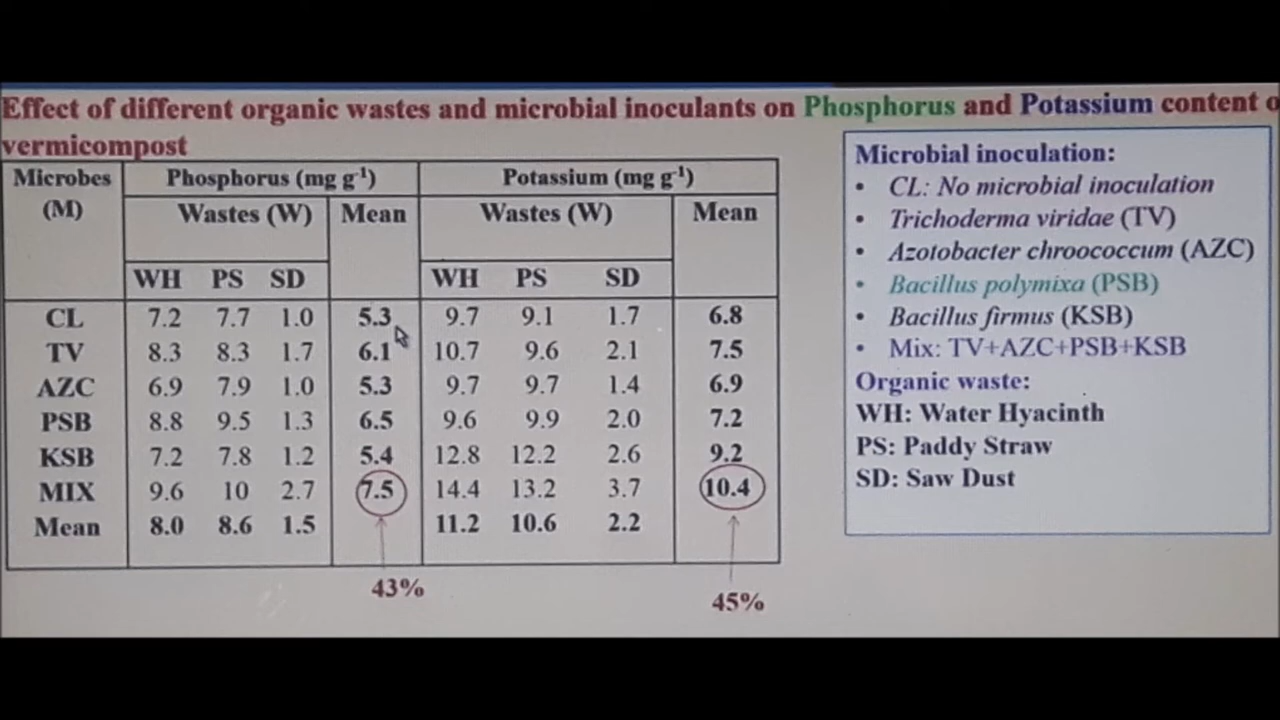 Effect of different organic wastes and microbial inoculants on Phosphorus and Potassium content o
vermicompost
Microbes (M) Phosphorus (mg g-1) Potassium (mg g-1)
Wastes (W) Mean Wastes (W) Mean
WH PS SD WH PS SD
CL 7.2 7.7 1.0 5.3 9.7 9.1 1.7 6.8
TV 8.3 8.3 1.7 6.1 10.7 9.6 2.1 7.5
AZC 6.9 7.9 1.0 5.3 9.7 9.7 1.4 6.9
PSB 8.8 9.5 1.3 6.5 9.6 9.9 2.0 7.2
KSB 7.2 7.8 1.2 5.4 12.8 12.2 2.6 9.2
MIX 9.6 10 2.7 7.5 14.4 13.2 3.7 10.4
Mean 8.0 8.6 1.5 11.2 10.6 2.2
43%
45%
Microbial inoculation:
• CL: No microbial inoculation
• Trichoderma viridae (TV)
• Azotobacter chroococcum (AZC)
• Bacillus polymixa (PSB)
• Bacillus firmus (KSB)
• Mix: TV+AZC+PSB+KSB
Organic waste:
WH: Water Hyacinth
PS: Paddy Straw
SD: Saw Dust